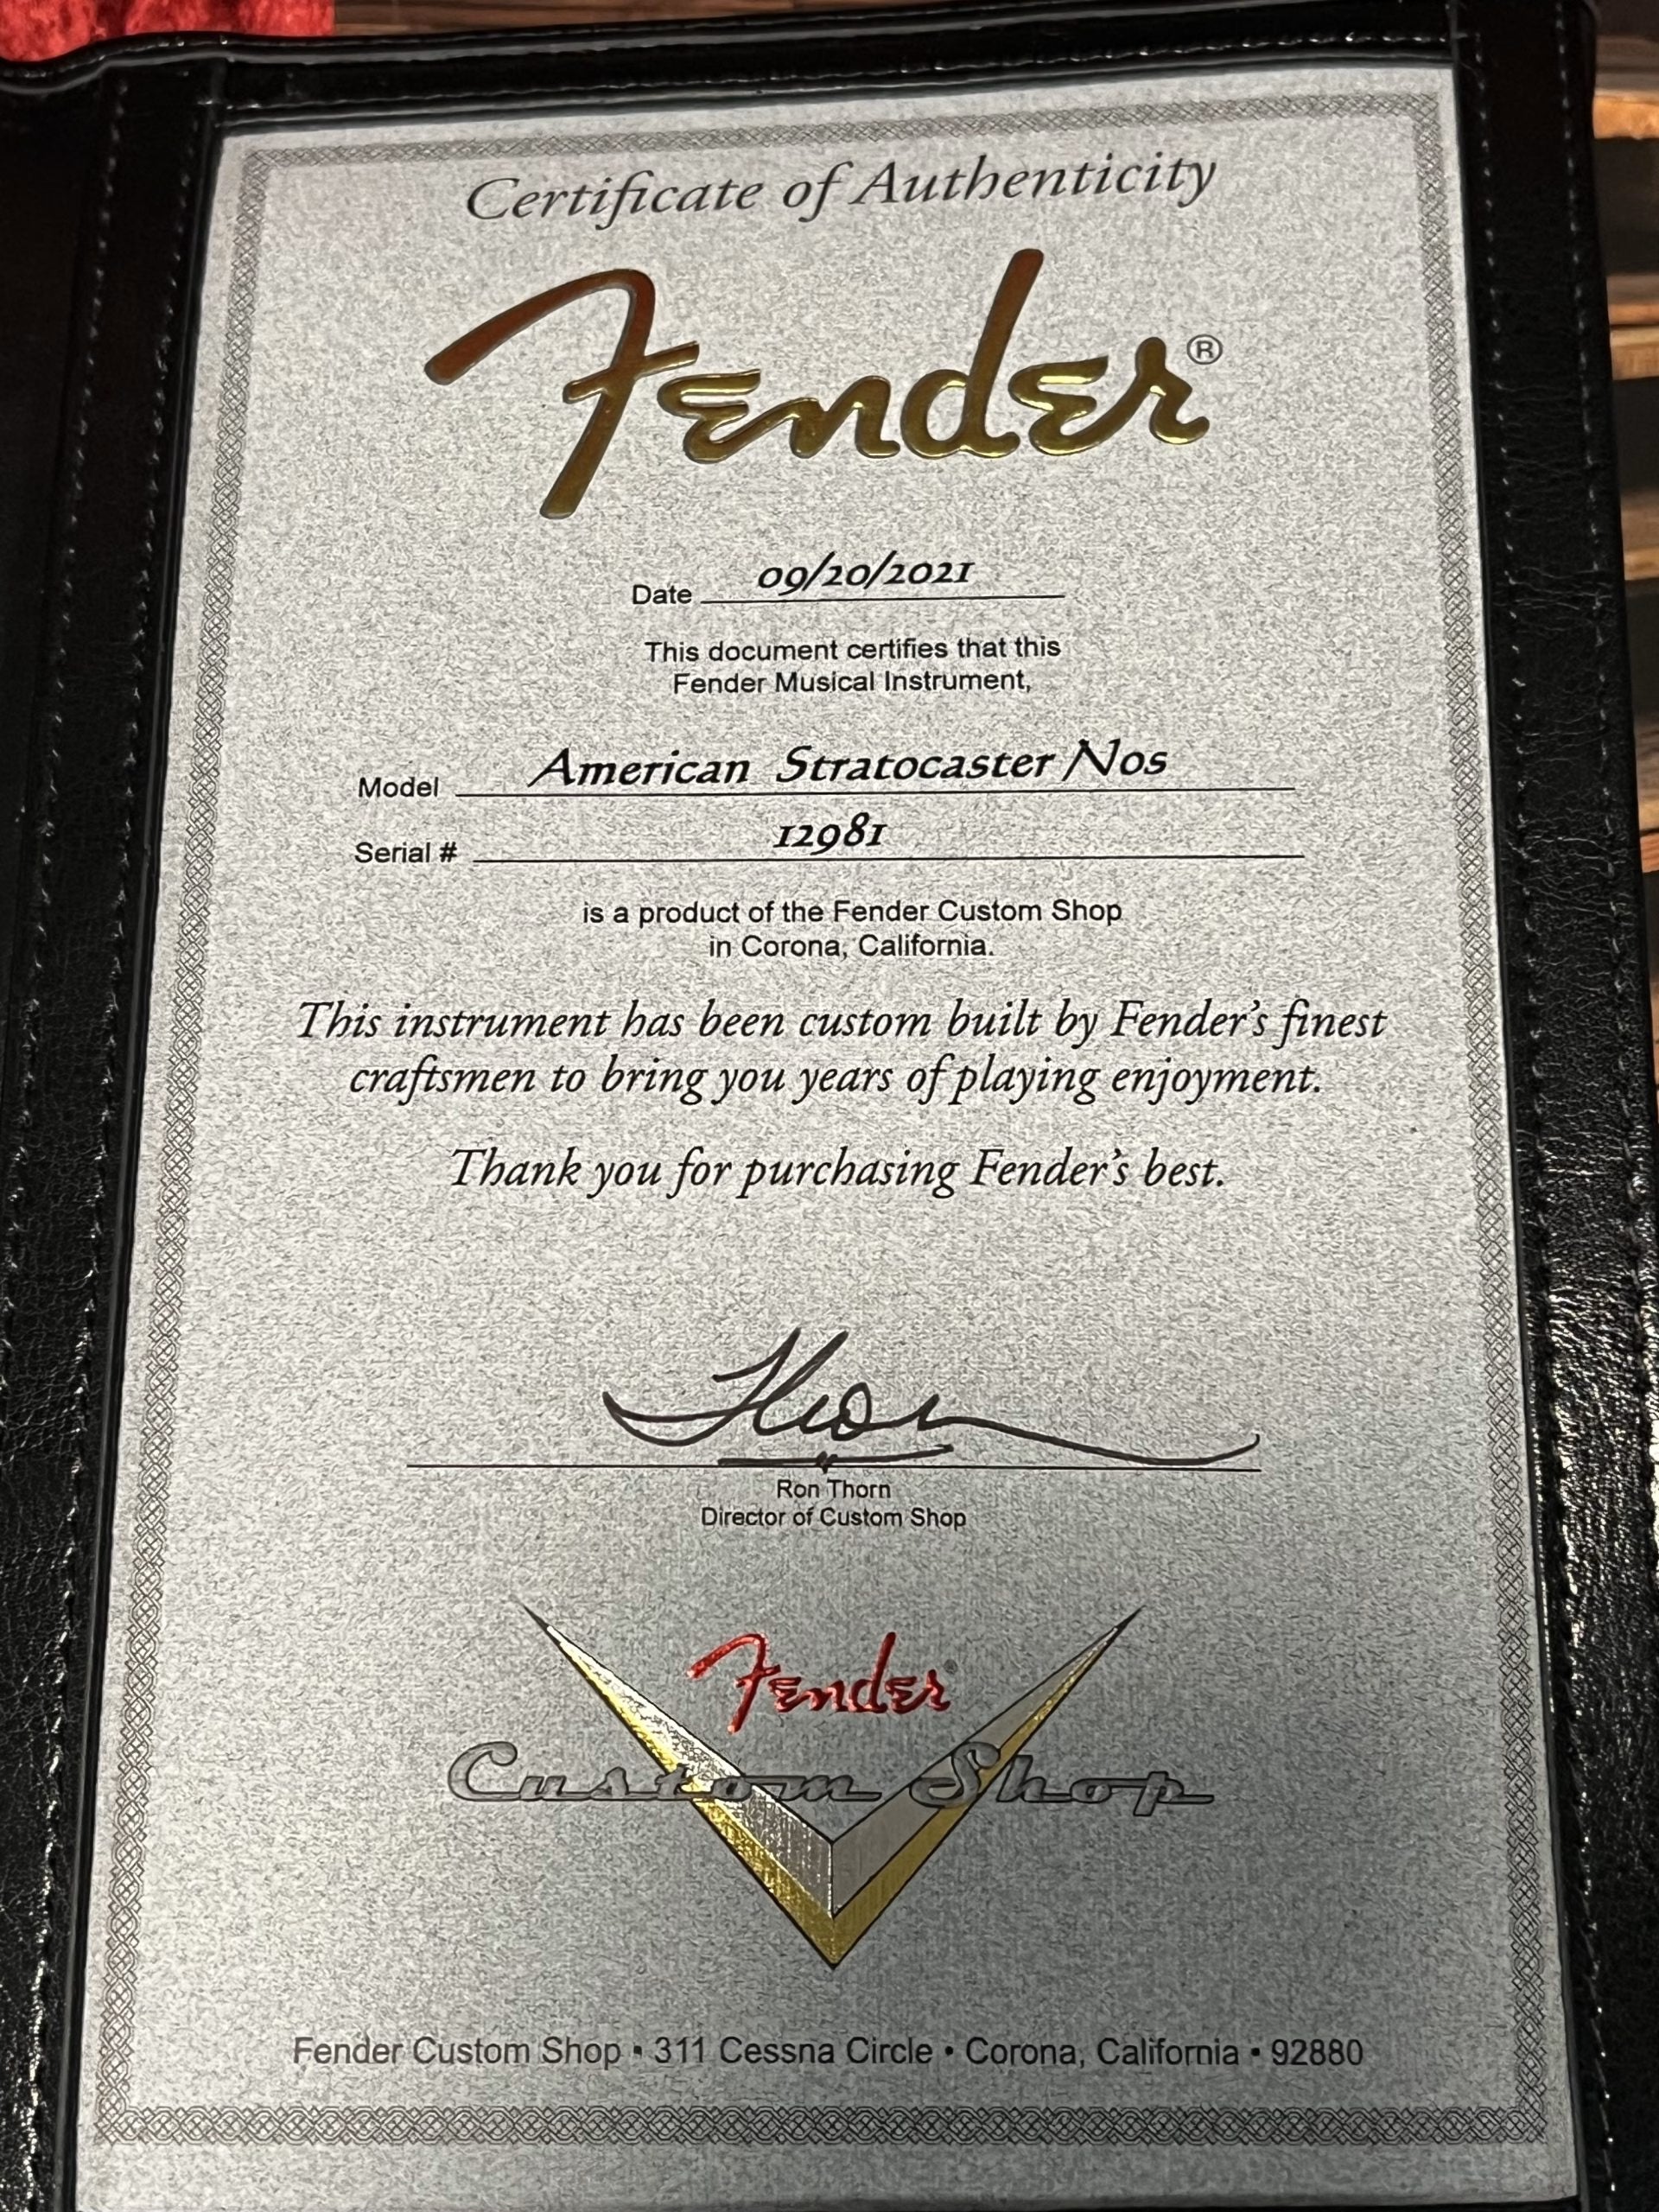 Certificate of Authenticity
Fender®
Date 09/20/2021
This document certifies that this
Fender Musical Instrument,
Model American Stratocaster Nos
Serial # 12981
is a product of the Fender Custom Shop
in Corona, California.
This instrument has been custom built by Fender's finest
craftsmen to bring you years of playing enjoyment.
Thank you for purchasing Fender's best.
Thorn
Ron Thorn
Director of Custom Shop
Fender®
Custom Shop
Fender Custom Shop ▪ 311 Cessna Circle ▪ Corona, California ▪ 92880